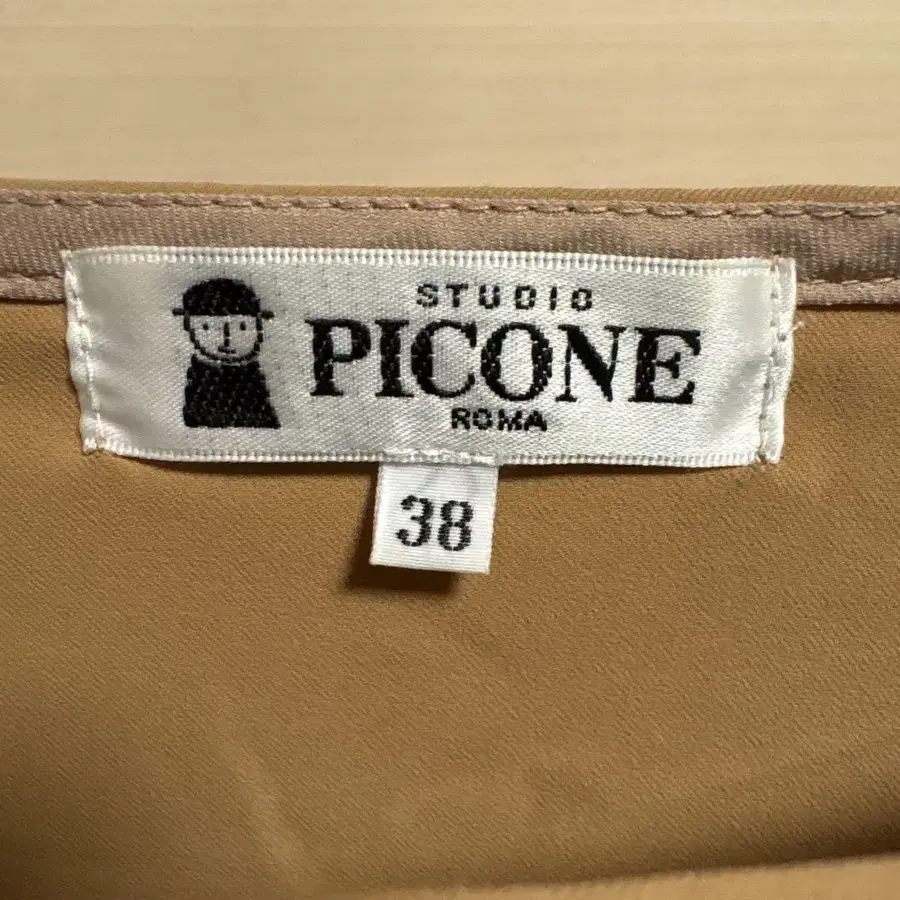 STUDIO
PICONE
ROMA
38